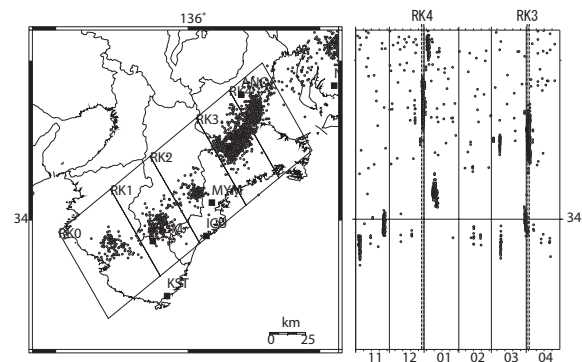 136°
RK4 RK3
ANO
RK3
RK2
RK1
MYM
34
34
RK0
ICU
KST
km
0 25
11 12 01 02 03 04